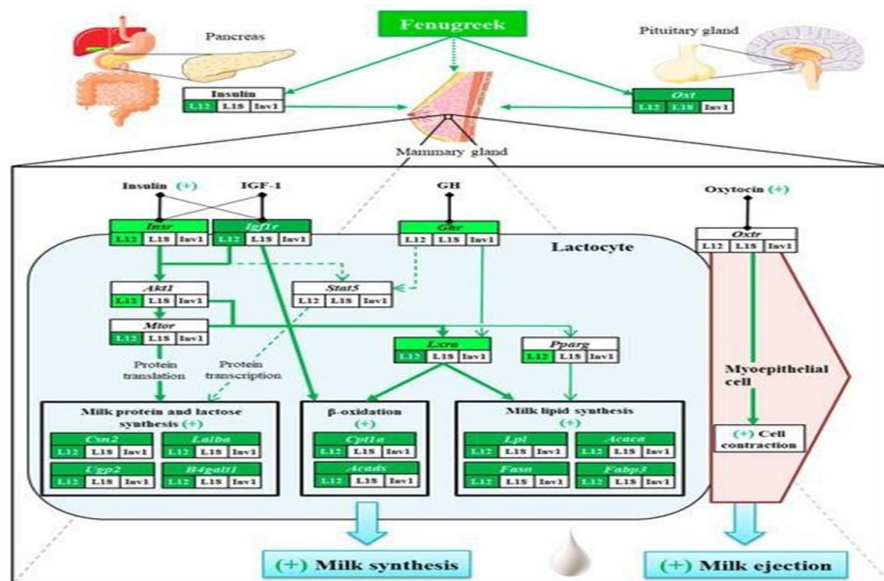 Fenugreek
Pancreas
Pituitary gland
Insulin
L12 L18 Inv1
Oxt
L12 L18 Inv1
Mammary gland
Insulin (+)
IGF-1
GH
Oxytocin (+)
Insr
L12 L18 Inv1
Igf1r
L12 L18 Inv1
Ghr
L12 L18 Inv1
Oxtr
L12 L18 Inv1
Lactocyte
Akt1
L12 L18 Inv1
Stat5
L12 L18 Inv1
Mtor
L12 L18 Inv1
Lxra
L12 L18 Inv1
Pparg
L12 L18 Inv1
Protein
translation
Protein
transcription
Myoepithelial
cell
Milk protein and lactose
synthesis (+)
Csn2
L12 L18 Inv1
Lalba
L12 L18 Inv1
Ugp2
L12 L18 Inv1
B4galt1
L12 L18 Inv1
β-oxidation
(+)
Cpt1a
L12 L18 Inv1
Acads
L12 L18 Inv1
Milk lipid synthesis
(+)
Lpl
L12 L18 Inv1
Acaca
L12 L18 Inv1
Fasn
L12 L18 Inv1
Fabp3
L12 L18 Inv1
(+) Cell
contraction
(+) Milk synthesis
(+) Milk ejection